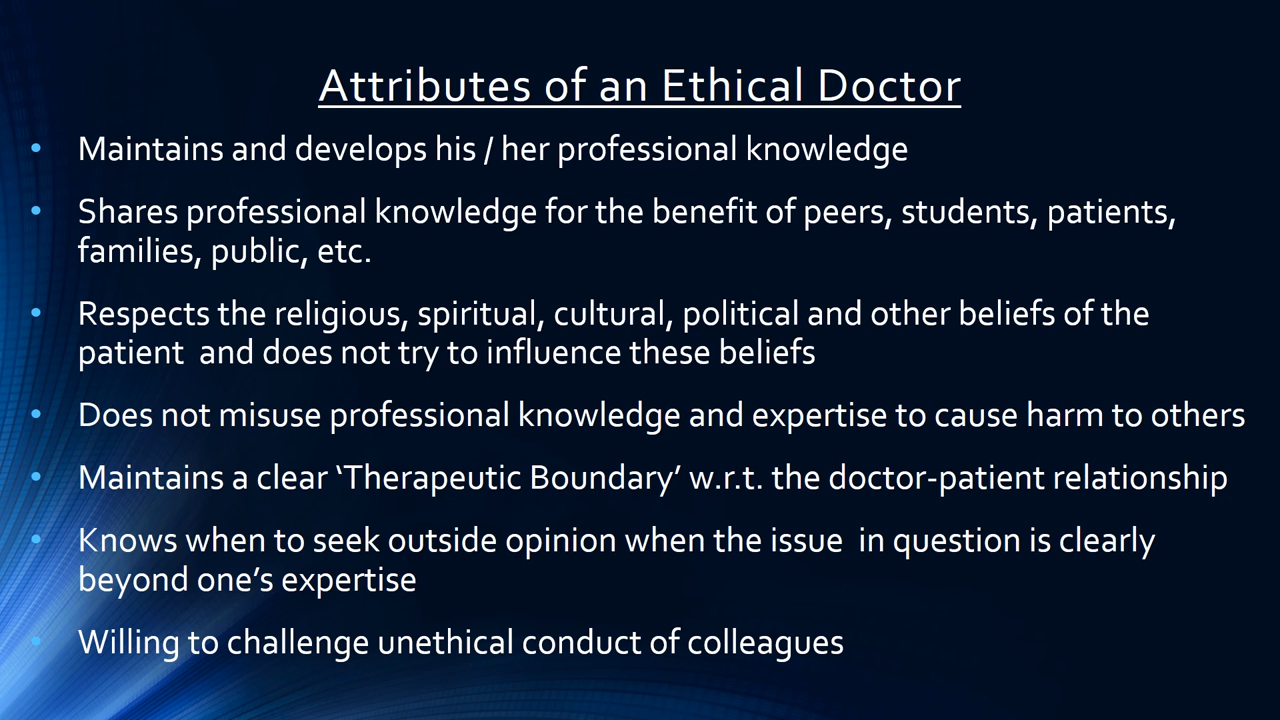 Attributes of an Ethical Doctor
• Maintains and develops his / her professional knowledge
• Shares professional knowledge for the benefit of peers, students, patients,
families, public, etc.
• Respects the religious, spiritual, cultural, political and other beliefs of the
patient  and does not try to influence these beliefs
• Does not misuse professional knowledge and expertise to cause harm to others
• Maintains a clear ‘Therapeutic Boundary’ w.r.t. the doctor-patient relationship
• Knows when to seek outside opinion when the issue  in question is clearly
beyond one’s expertise
• Willing to challenge unethical conduct of colleagues